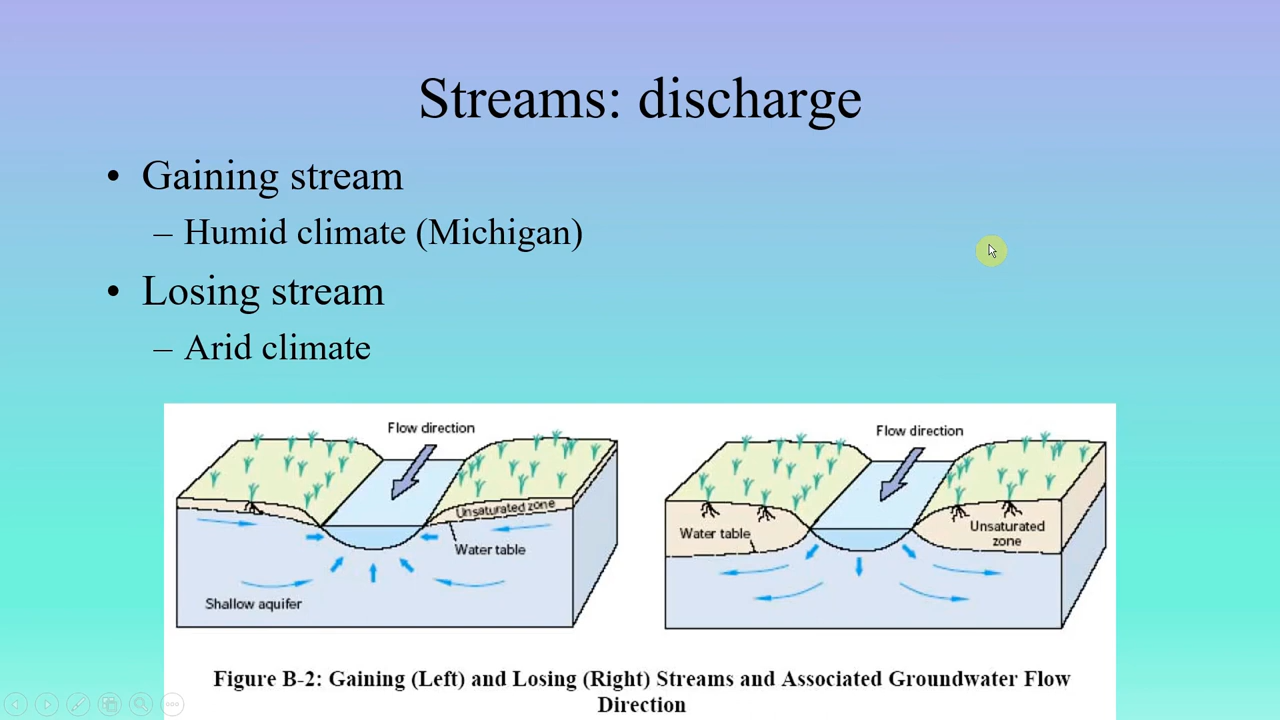 Streams: discharge
• Gaining stream
– Humid climate (Michigan)
• Losing stream
– Arid climate
Flow direction
Unsaturated zone
Water table
Shallow aquifer
Flow direction
Water table
Unsaturated
zone
Figure B-2: Gaining (Left) and Losing (Right) Streams and Associated Groundwater Flow
Direction